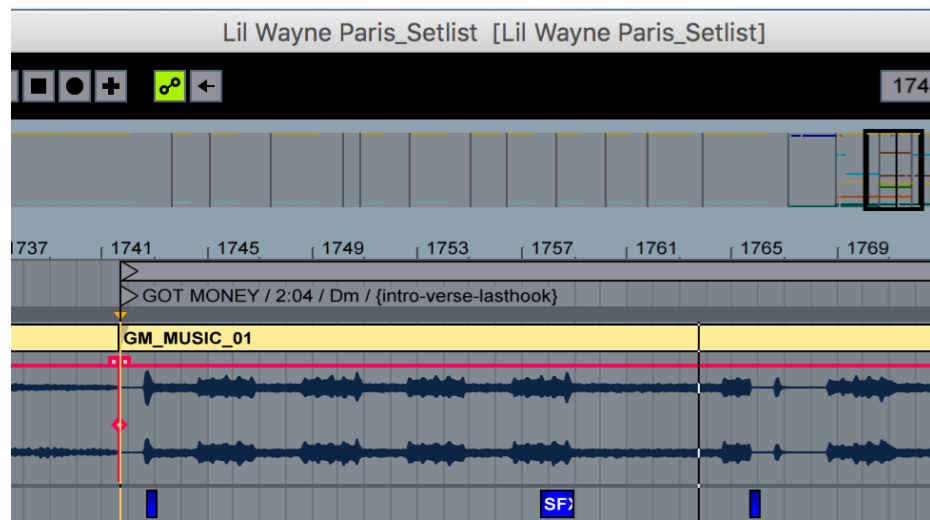 Lil Wayne Paris_Setlist [Lil Wayne Paris_Setlist]
174
1737 1741 1745 1749 1753 1757 1761 1765 1769
GOT MONEY / 2:04 / Dm / {intro-verse-lasthook}
GM_MUSIC_01
SFX